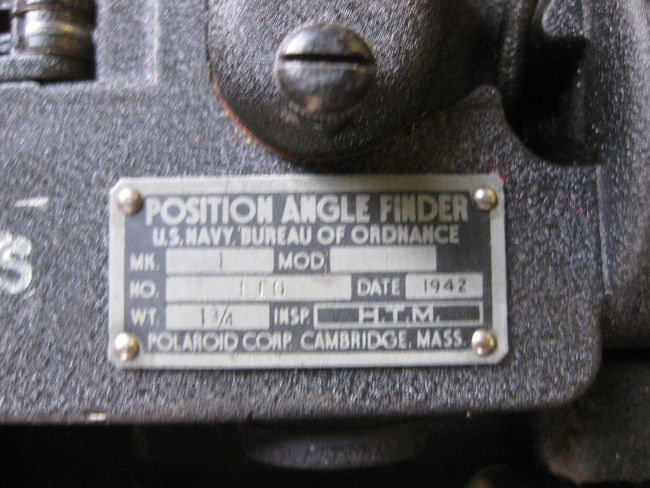 POSITION ANGLE FINDER
U.S. NAVY, BUREAU OF ORDNANCE
MK. 1 MOD.
NO. 110 DATE 1942
WT. 1 3/4 INSP. H.T.M.
POLAROID CORP. CAMBRIDGE, MASS.
S